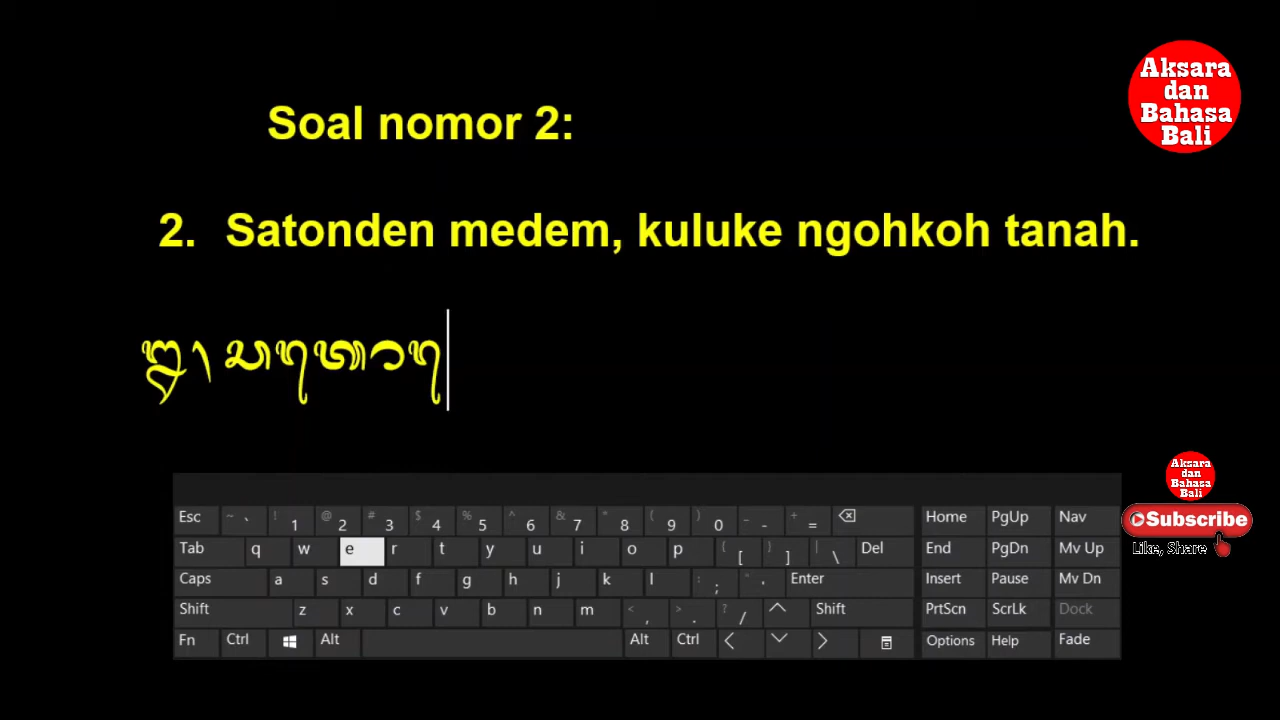 Aksara
dan
Bahasa
Bali
Soal nomor 2:
2. Satonden medem, kuluke ngohkoh tanah.
᭚᭞ᬲᬢᭀᬾ
Esc ~ ` ! 1 @ 2 # 3 $ 4 % 5 ^ 6 & 7 * 8 ( 9 ) 0 _ - + = Home PgUp Nav
Tab q w e r t y u i o p { [ } ] | \ Del End PgDn Mv Up
Caps a s d f g h j k l : ; " ' Enter Insert Pause Mv Dn
Shift z x c v b n m < , > . ? / Shift PrtScn ScrLk Dock
Fn Ctrl Alt Alt Ctrl Options Help Fade
Aksara
dan
Bahasa
Bali
Subscribe
Like, Share